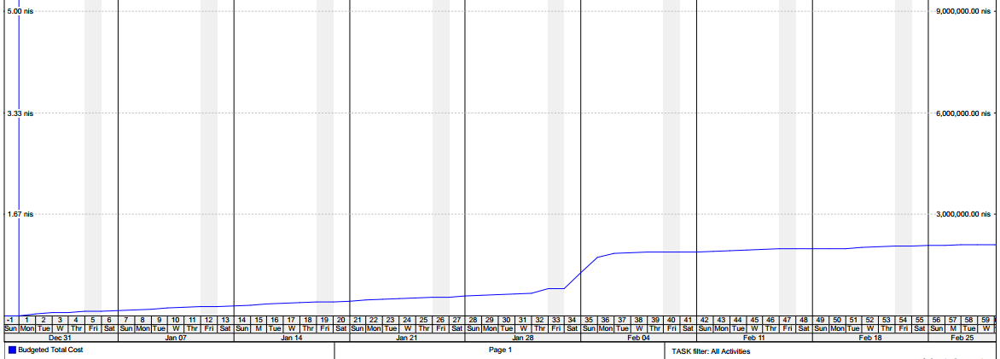 5.00 nis 9,000,000.00 nis
3.33 nis 6,000,000.00 nis
1.67 nis 3,000,000.00 nis
-1 1 2 3 4 5 6 7 8 9 10 11 12 13 14 15 16 17 18 19 20 21 22 23 24 25 26 27 28 29 30 31 32 33 34 35 36 37 38 39 40 41 42 43 44 45 46 47 48 49 50 51 52 53 54 55 56 57 58 59
Sun Mon Tue W Thr Fri Sat Sun Mon Tue W Thr Fri Sat Sun M Tue W Thr Fri Sat Sun Mon Tue W Thr Fri Sat Sun Mon Tue W Thr Fri Sat Sun Mon Tue W Thr Fri Sat Sun Mon Tue W Thr Fri Sat Sun Mon Tue W Thr Fri Sat Sun M Tue W
Dec 31 Jan 07 Jan 14 Jan 21 Jan 28 Feb 04 Feb 11 Feb 18 Feb 25
Budgeted Total Cost Page 1 TASK filter: All Activities